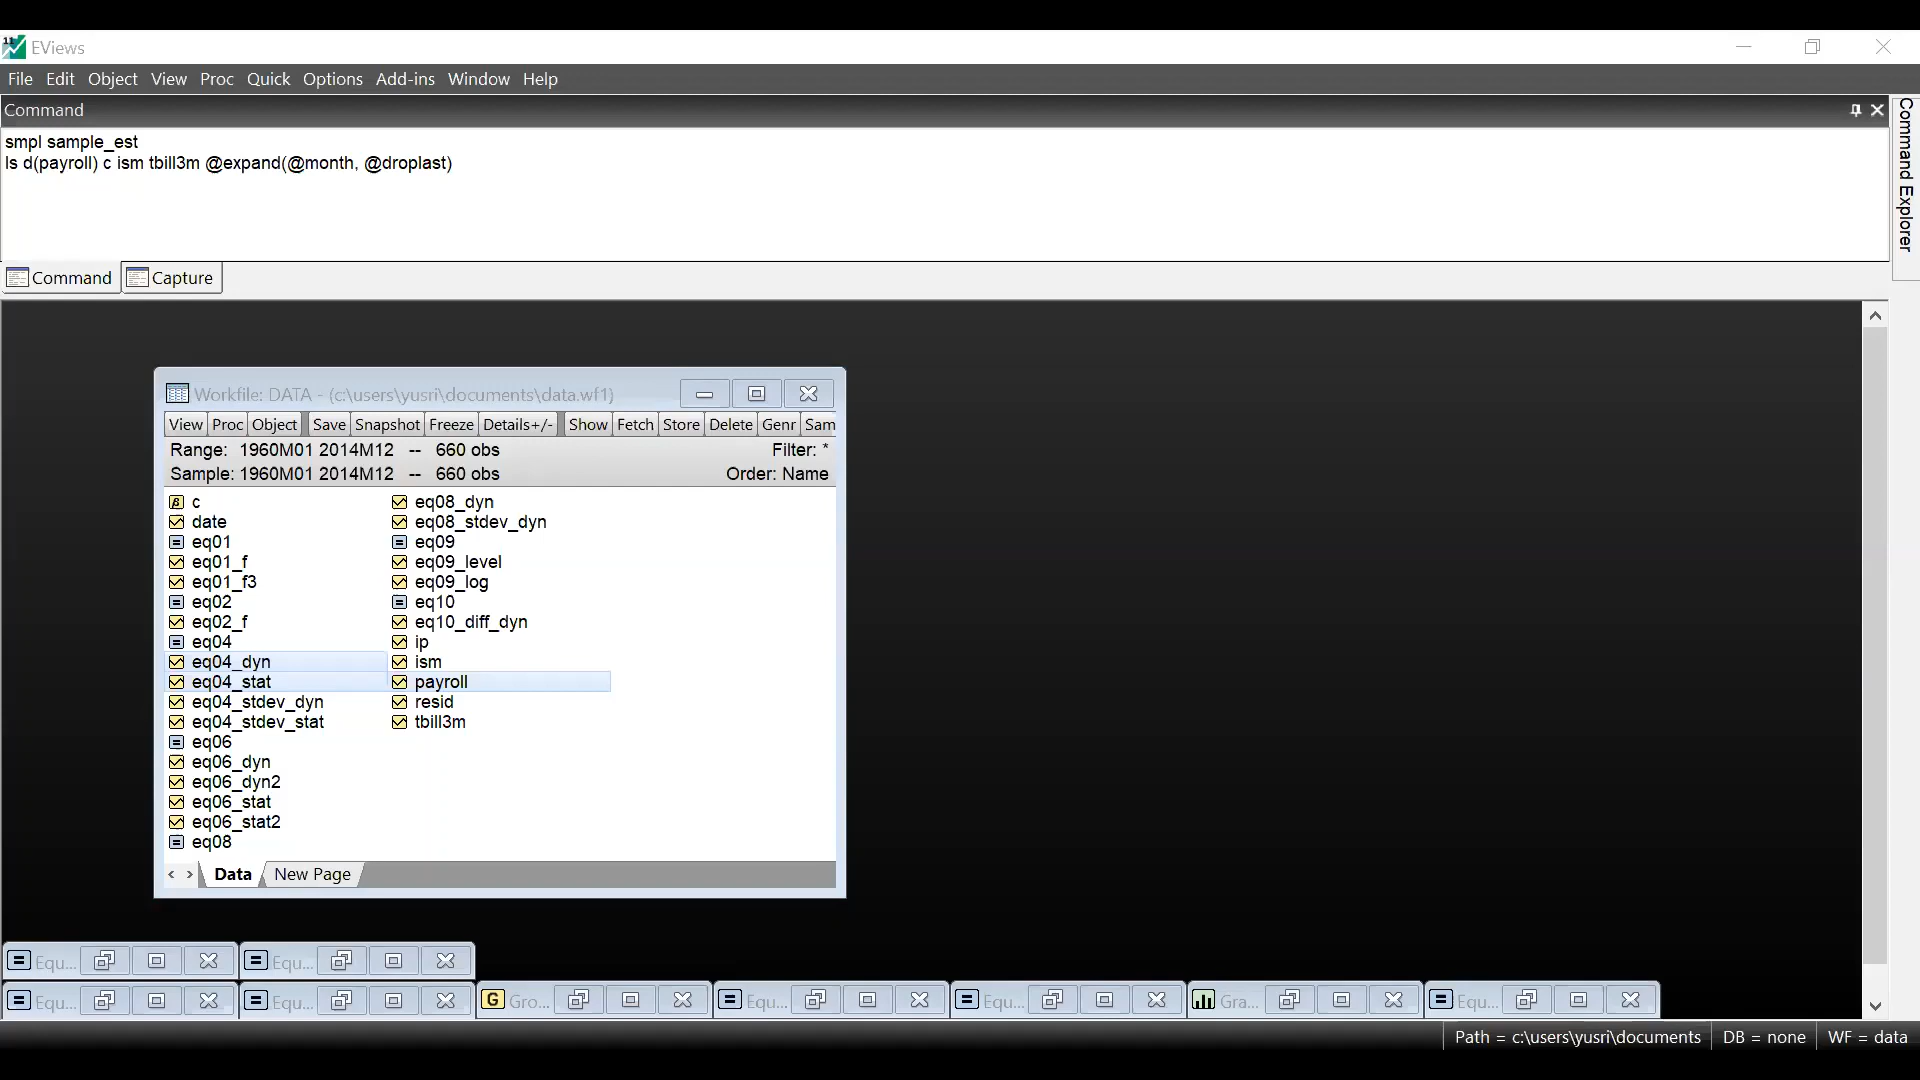 EViews
File Edit Object View Proc Quick Options Add-ins Window Help
Command
smpl sample_est
ls d(payroll) c ism tbill3m @expand(@month, @droplast)
Command Explorer
Command Capture
Workfile: DATA - (c:\users\yusri\documents\data.wf1)
View Proc Object Save Snapshot Freeze Details+/- Show Fetch Store Delete Genr Sam
Range: 1960M01 2014M12 -- 660 obs Filter: *
Sample: 1960M01 2014M12 -- 660 obs Order: Name
c
date
eq01
eq01_f
eq01_f3
eq02
eq02_f
eq04
eq04_dyn
eq04_stat
eq04_stdev_dyn
eq04_stdev_stat
eq06
eq06_dyn
eq06_dyn2
eq06_stat
eq06_stat2
eq08
eq08_dyn
eq08_stdev_dyn
eq09
eq09_level
eq09_log
eq10
eq10_diff_dyn
ip
ism
payroll
resid
tbill3m
Data New Page
Equ... Equ...
Equ... Equ... G Gro... Equ... Equ... Gra... Equ...
Path = c:\users\yusri\documents DB = none WF = data